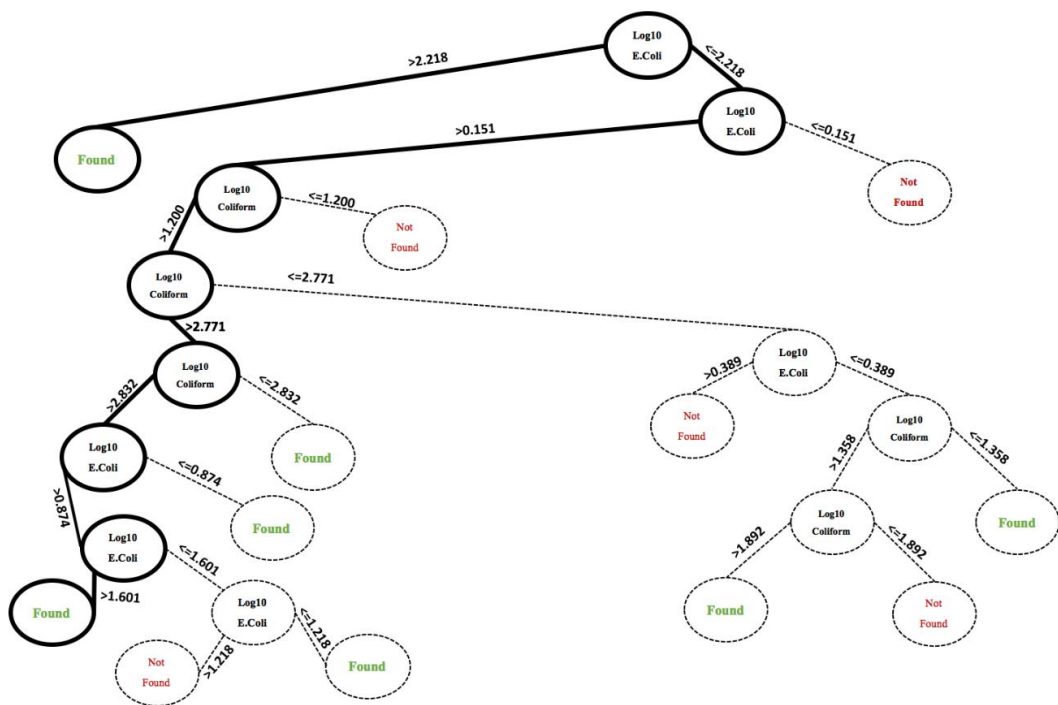 Log10
E.Coli
>2.218
<=2.218
Log10
E.Coli
>0.151
<=0.151
Found
Not
Found
Log10
Coliform
<=1.200
Not
Found
>1.200
Log10
Coliform
<=2.771
>2.771
Log10
Coliform
>2.832
<=2.832
Found
Log10
E.Coli
>0.389
<=0.389
Not
Found
Log10
Coliform
>1.358
<=1.358
Log10
E.Coli
<=0.874
Found
>0.874
Log10
Coliform
Found
>1.892
<=1.892
Found
Not
Found
Log10
E.Coli
<=1.601
>1.601
Found
Log10
E.Coli
>1.218
<=1.218
Not
Found
Found